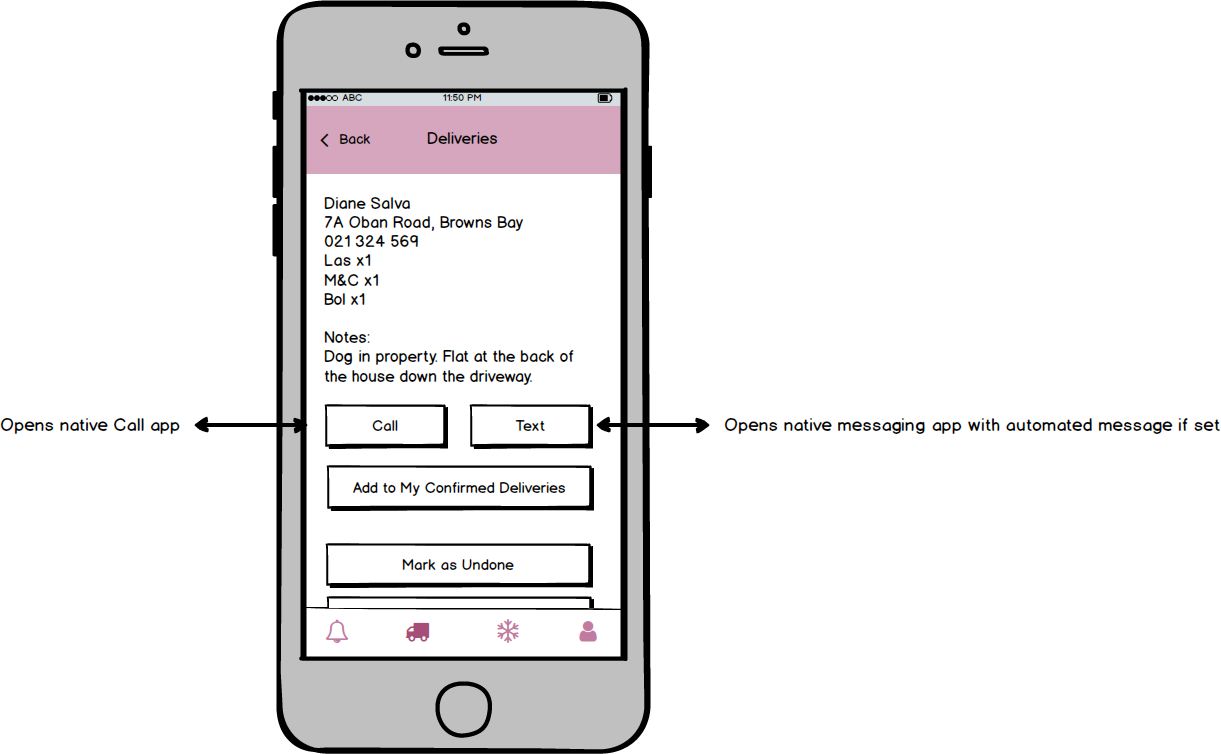 ABC 11:50 PM
Back Deliveries
Diane Salva
7A Oban Road, Browns Bay
021 324 569
Las x1
M&C x1
Bol x1
Notes:
Dog in property. Flat at the back of
the house down the driveway.
Opens native Call app
Call Text
Opens native messaging app with automated message if set
Add to My Confirmed Deliveries
Mark as Undone